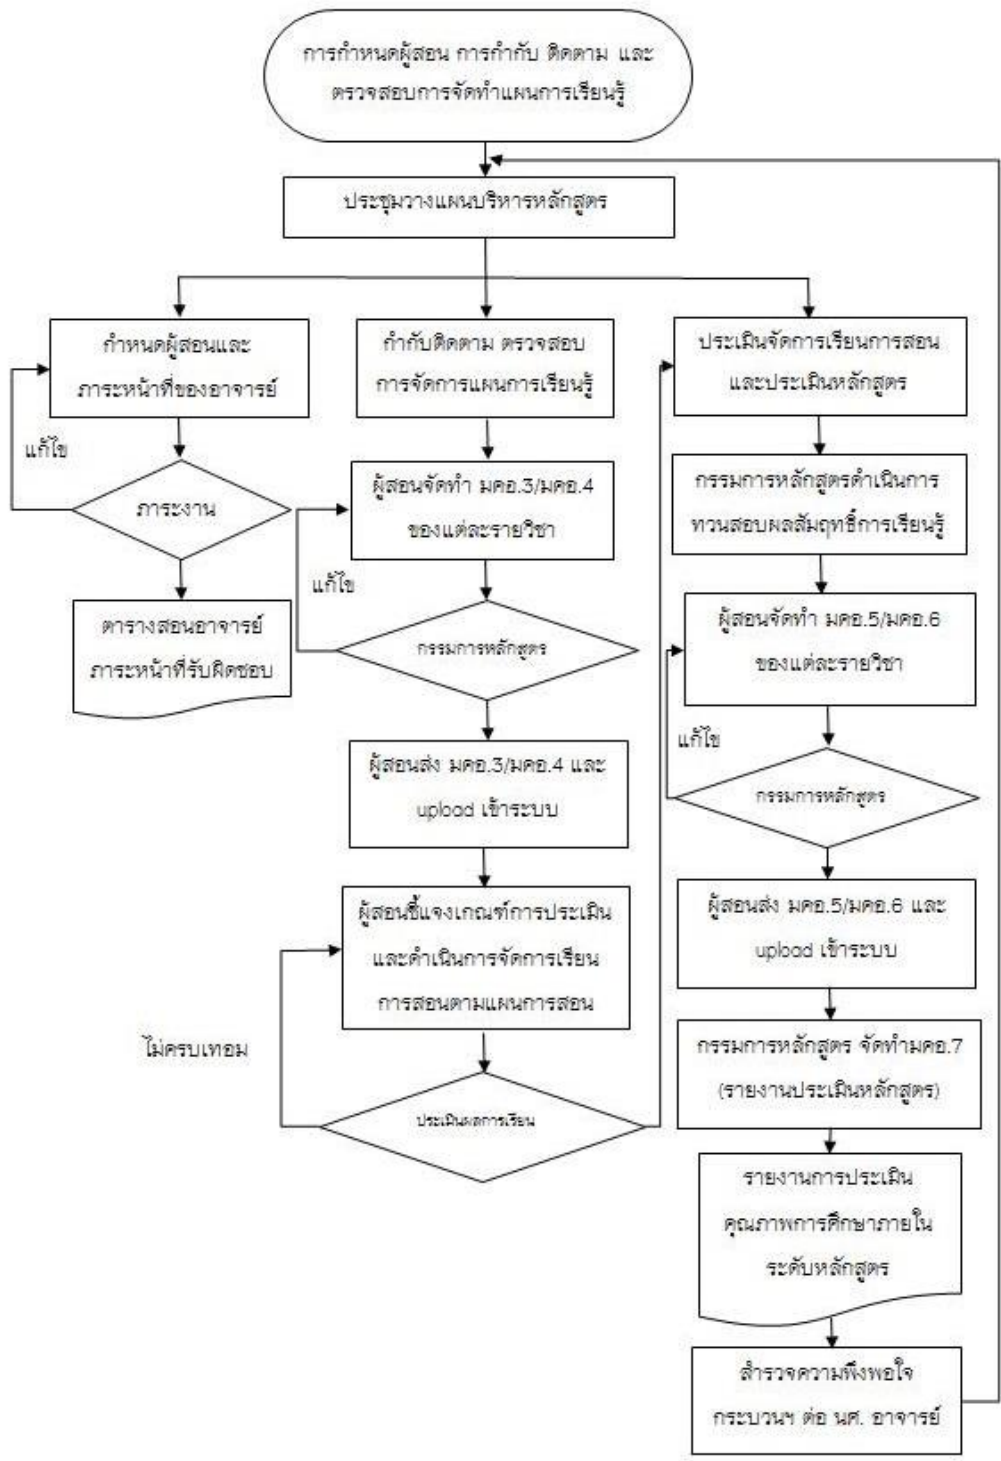 การกำหนดผู้สอน การกำกับ ติดตาม และ
ตรวจสอบการจัดทำแผนการเรียนรู้
ประชุมวางแผนบริหารหลักสูตร
กำหนดผู้สอนและ
ภาระหน้าที่ของอาจารย์
แก้ไข
ภาระงาน
ตารางสอนอาจารย์
ภาระหน้าที่รับผิดชอบ
กำกับติดตาม ตรวจสอบ
การจัดการแผนการเรียนรู้
ผู้สอนจัดทำ มคอ.3/มคอ.4
ของแต่ละรายวิชา
แก้ไข
กรรมการหลักสูตร
ผู้สอนส่ง มคอ.3/มคอ.4 และ
upload เข้าระบบ
ผู้สอนชี้แจงเกณฑ์การประเมิน
และดำเนินการจัดการเรียน
การสอนตามแผนการสอน
ไม่ครบเทอม
ประเมินผลการเรียน
ประเมินจัดการเรียนการสอน
และประเมินหลักสูตร
กรรมการหลักสูตรดำเนินการ
ทวนสอบผลสัมฤทธิ์การเรียนรู้
ผู้สอนจัดทำ มคอ.5/มคอ.6
ของแต่ละรายวิชา
แก้ไข
กรรมการหลักสูตร
ผู้สอนส่ง มคอ.5/มคอ.6 และ
upload เข้าระบบ
กรรมการหลักสูตร จัดทำมคอ.7
(รายงานประเมินหลักสูตร)
รายงานการประเมิน
คุณภาพการศึกษาภายใน
ระดับหลักสูตร
สำรวจความพึงพอใจ
กระบวนฯ ต่อ นศ. อาจารย์